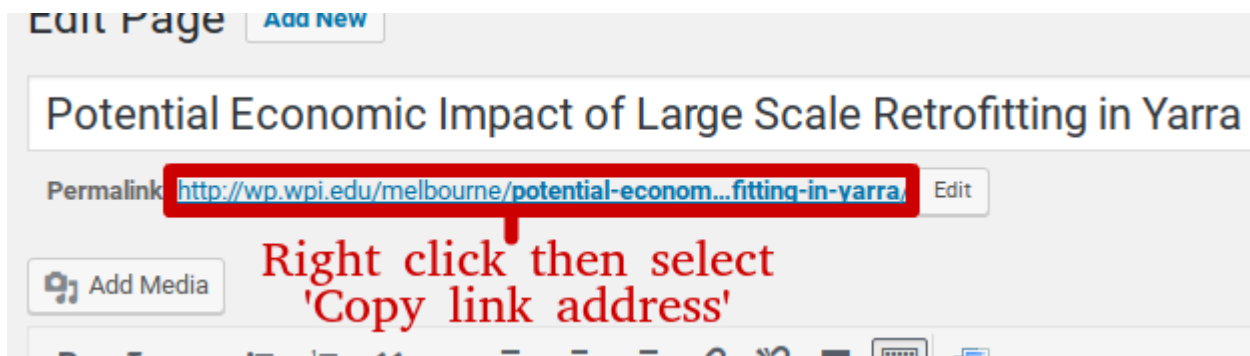 Edit Page Add New
Potential Economic Impact of Large Scale Retrofitting in Yarra
Permalink http://wp.wpi.edu/melbourne/potential-econom...fitting-in-yarra/ Edit
Right click then select
'Copy link address'
Add Media